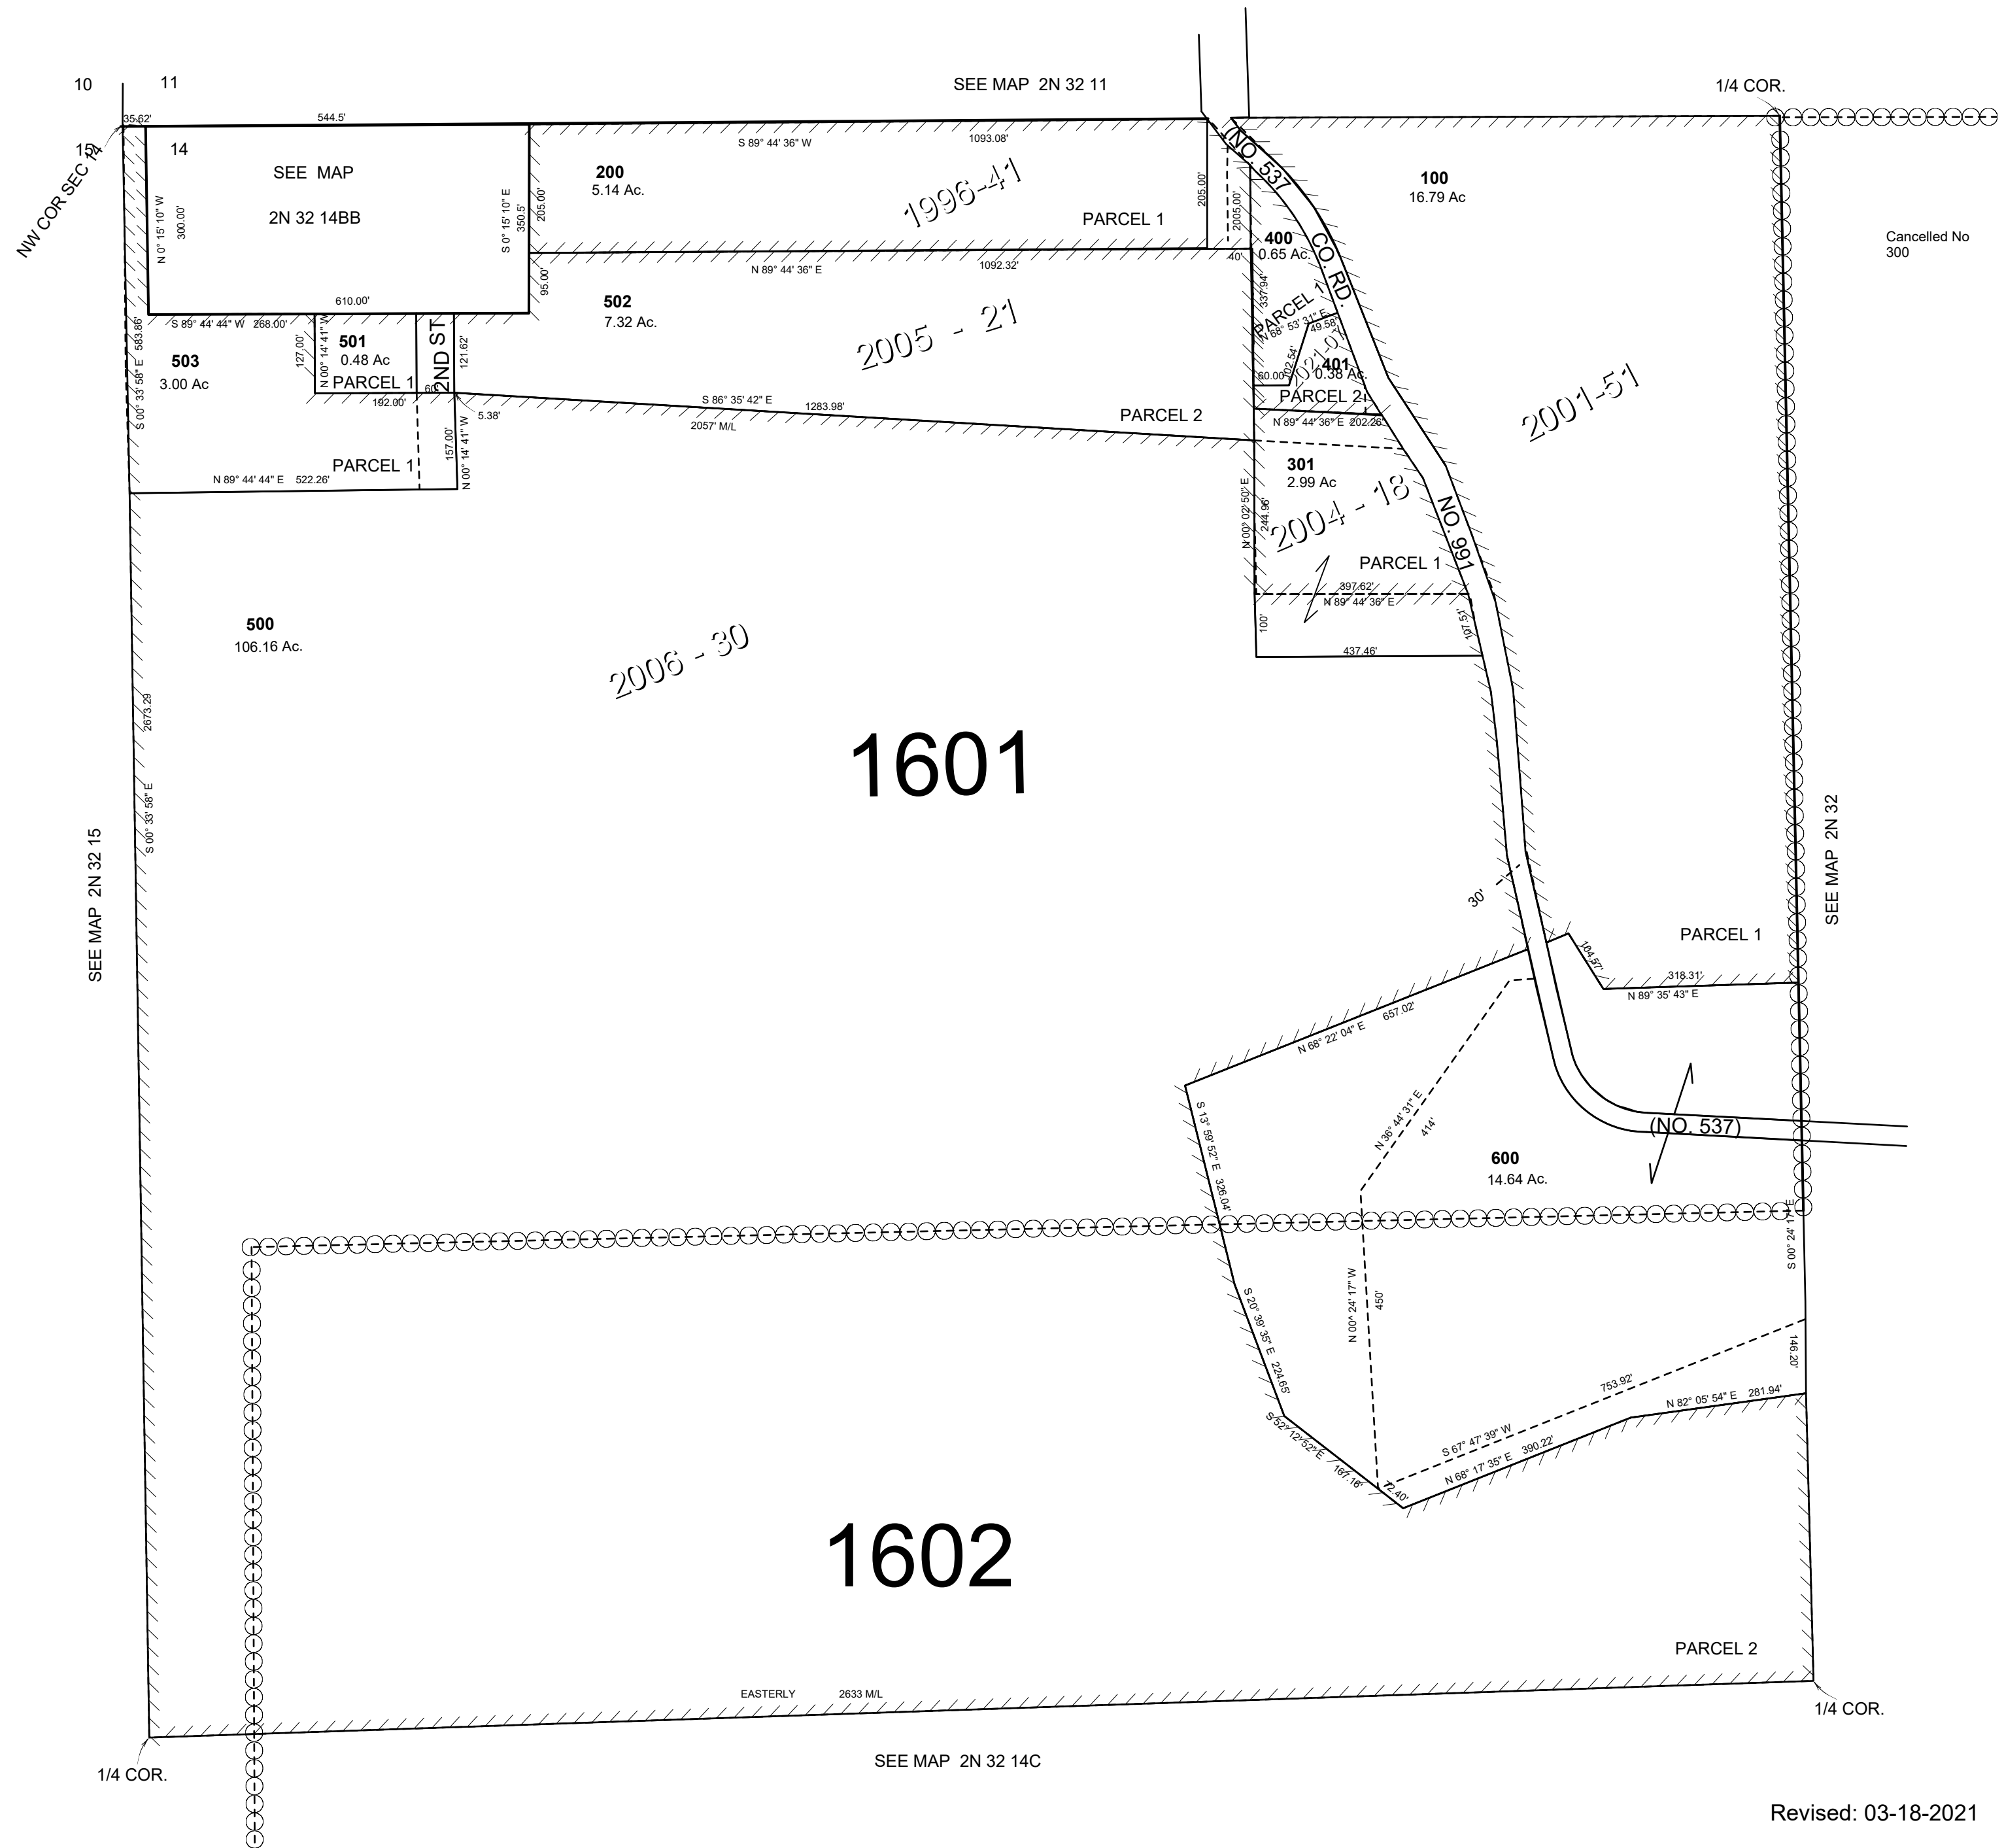 10
11
SEE MAP 2N 32 11
1/4 COR.
35.62'
544.5'
15
14
NW COR SEC 14
SEE MAP
2N 32 14BB
N 0° 15' 10" W
300.00'
S 0° 15' 10" E
350.5'
205.00'
200
5.14 Ac.
S 89° 44' 36" W
1093.08'
1996-41
PARCEL 1
205.00'
2005.00'
(NO. 537
CO. RD.
NO. 991
100
16.79 Ac
Cancelled No
300
400
0.65 Ac.
40'
337.94'
PARCEL 1
N 68° 53' 31" E
49.58'
102.54'
60.00'
2021-07
401
0.38 Ac.
PARCEL 2
N 89° 44' 36" E 202.26'
N 89° 44' 36" E
1092.32'
95.00'
502
7.32 Ac.
2005 - 21
610.00'
S 89° 44' 44" W 268.00'
583.86'
S 00° 33' 58" E
503
3.00 Ac
127.00'
N 00° 14' 41" W
501
0.48 Ac
PARCEL 1
192.00'
2ND ST
60'
121.62'
5.38'
157.00'
N 00° 14' 41" W
PARCEL 1
N 89° 44' 44" E 522.26'
S 86° 35' 42" E
1283.98'
2057' M/L
PARCEL 2
2001-51
301
2.99 Ac
N 00° 02' 50" E
244.96'
2004 - 18
PARCEL 1
397.62'
N 89° 44' 36" E
107.51'
100'
437.46'
500
106.16 Ac.
2006 - 30
2673.29
S 00° 33' 58" E
1601
SEE MAP 2N 32 15
SEE MAP 2N 32
30'
PARCEL 1
164.57'
318.31'
N 89° 35' 43" E
N 68° 22' 04" E 657.02'
S 13° 59' 52" E 326.04'
N 36° 44' 31" E
414'
(NO. 537)
600
14.64 Ac.
S 00° 24' 17" E
N 00^ 24' 17" W
450'
S 20° 39' 35" E 224.65'
146.20'
753.92'
S 67° 47' 39" W
N 82° 05' 54" E 281.94'
N 68° 17' 35" E 390.22'
S 52° 12' 52" E 167.16'
72.40'
1602
PARCEL 2
EASTERLY 2633 M/L
1/4 COR.
SEE MAP 2N 32 14C
1/4 COR.
Revised: 03-18-2021